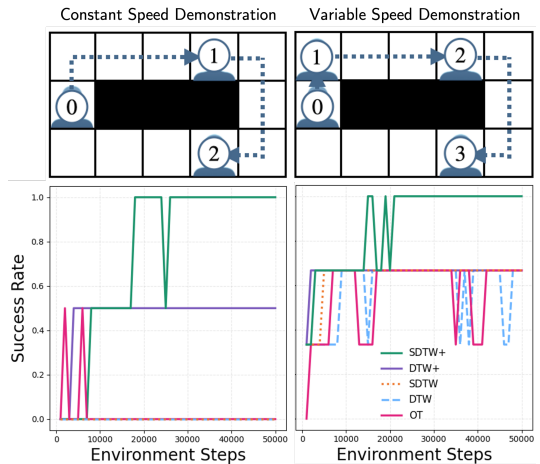 Constant Speed Demonstration
Variable Speed Demonstration
1
1
2
0
0
2
3
1.0
0.8
0.6
0.4
0.2
0.0
Success Rate
SDTW+
DTW+
SDTW
DTW
OT
0 10000 20000 30000 40000 50000
0 10000 20000 30000 40000 50000
Environment Steps
Environment Steps